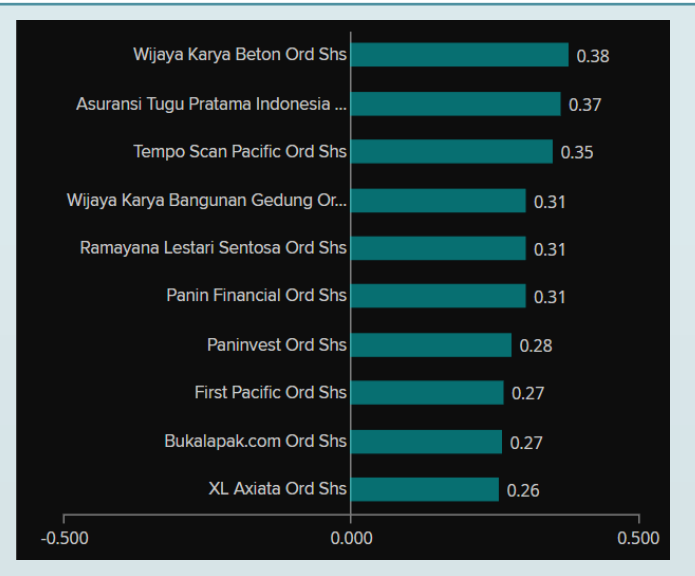 Wijaya Karya Beton Ord Shs 0.38
Asuransi Tugu Pratama Indonesia ... 0.37
Tempo Scan Pacific Ord Shs 0.35
Wijaya Karya Bangunan Gedung Or... 0.31
Ramayana Lestari Sentosa Ord Shs 0.31
Panin Financial Ord Shs 0.31
Paninvest Ord Shs 0.28
First Pacific Ord Shs 0.27
Bukalapak.com Ord Shs 0.27
XL Axiata Ord Shs 0.26
-0.500 0.000 0.500